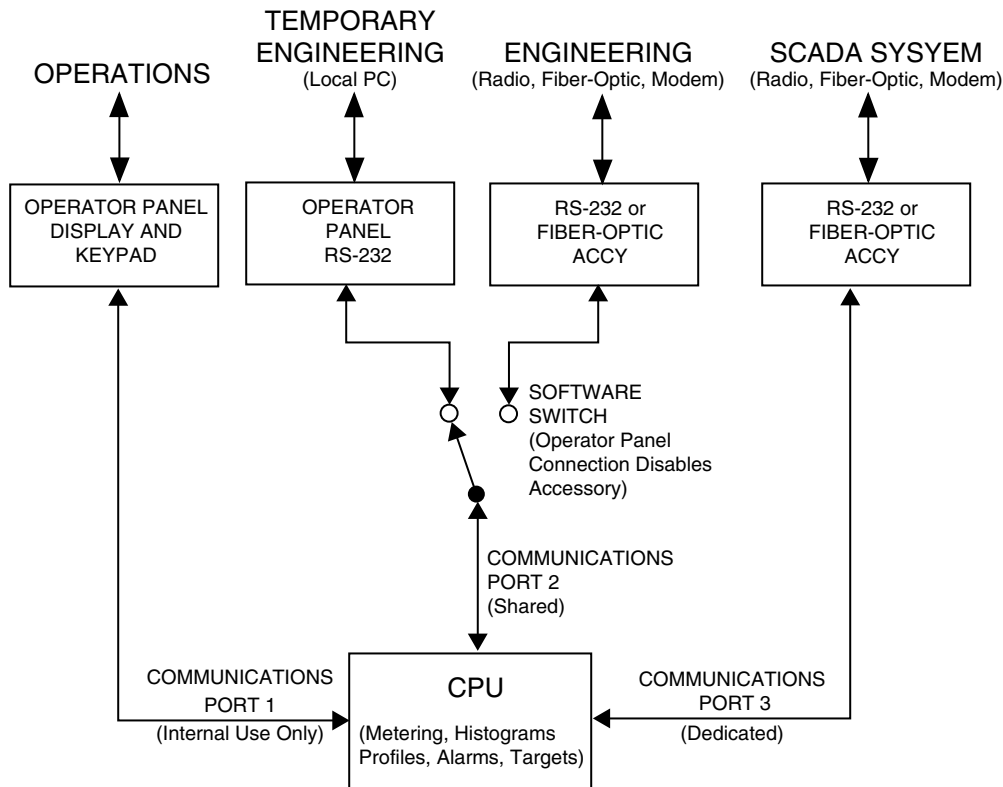 OPERATIONS
TEMPORARY
ENGINEERING
(Local PC)
ENGINEERING
(Radio, Fiber-Optic, Modem)
SCADA SYSYEM
(Radio, Fiber-Optic, Modem)
OPERATOR PANEL
DISPLAY AND
KEYPAD
OPERATOR
PANEL
RS-232
RS-232 or
FIBER-OPTIC
ACCY
RS-232 or
FIBER-OPTIC
ACCY
SOFTWARE
SWITCH
(Operator Panel
Connection Disables
Accessory)
COMMUNICATIONS
PORT 2
(Shared)
COMMUNICATIONS
PORT 1
(Internal Use Only)
CPU
(Metering, Histograms
Profiles, Alarms, Targets)
COMMUNICATIONS
PORT 3
(Dedicated)